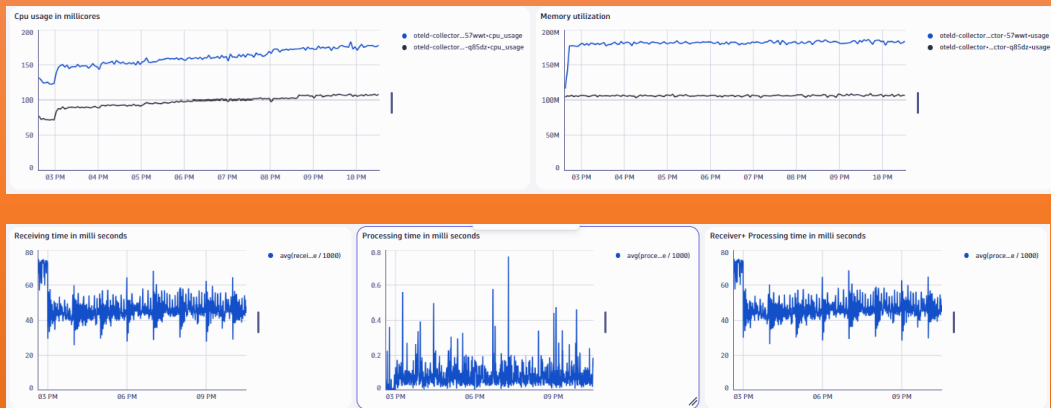 Cpu usage in millicores
200
150
100
50
0
03 PM 04 PM 05 PM 06 PM 07 PM 08 PM 09 PM 10 PM
oteld-collector...57wwt-cpu_usage
oteld-collector...-q85dz-cpu_usage
Memory utilization
200M
150M
100M
50M
0
03 PM 04 PM 05 PM 06 PM 07 PM 08 PM 09 PM 10 PM
oteld-collector...ctor-57wwt-usage
oteld-collector-...ctor-q85dz-usage
Receiving time in milli seconds
80
60
40
20
0
03 PM 06 PM 09 PM
avg(recei...e / 1000)
Processing time in milli seconds
0.8
0.6
0.4
0.2
0
03 PM 06 PM 09 PM
avg(proce...e / 1000)
Receiver+ Processing time in milli seconds
80
60
40
20
0
03 PM 06 PM 09 PM
avg(proce...e / 1000)